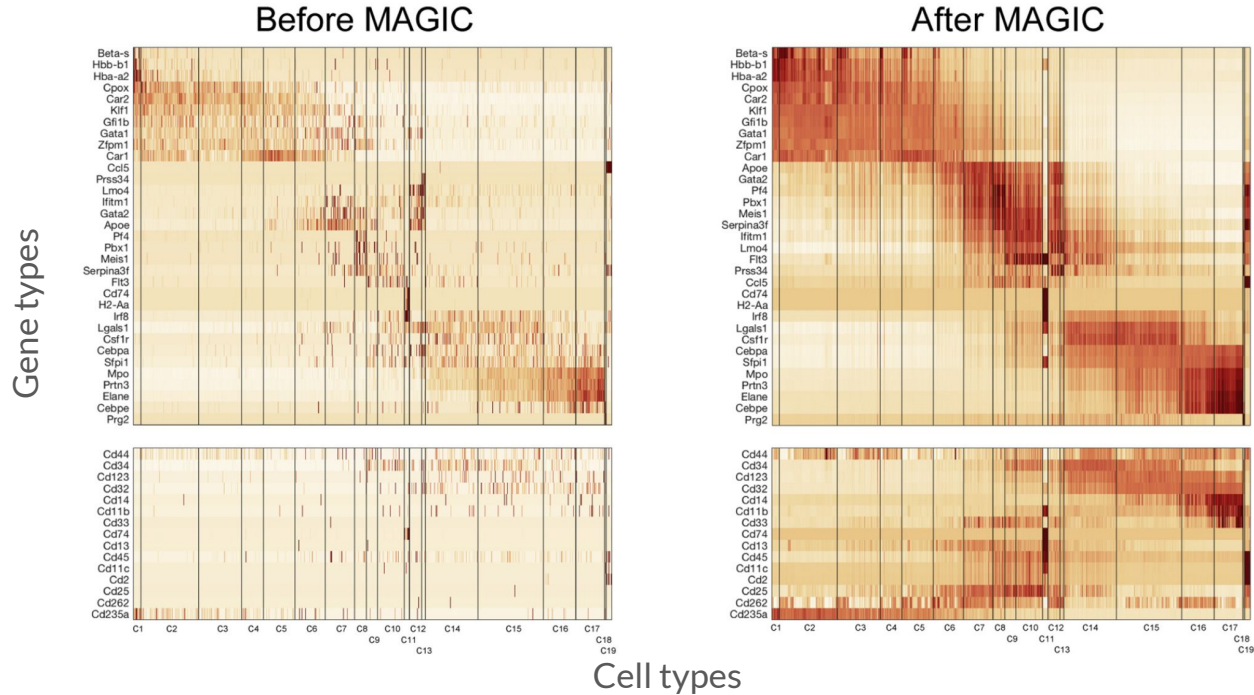 Before MAGIC
After MAGIC
Gene types
Beta-s
Hbb-b1
Hba-a2
Cpox
Car2
Klf1
Gfi1b
Gata1
Zfpm1
Car1
Ccl5
Prss34
Lmo4
Ifitm1
Gata2
Apoe
Pf4
Pbx1
Meis1
Serpina3f
Flt3
Cd74
H2-Aa
Irf8
Lgals1
Csf1r
Cebpa
Sfpi1
Mpo
Prtn3
Elane
Cebpe
Prg2
Cd44
Cd34
Cd123
Cd32
Cd14
Cd11b
Cd33
Cd74
Cd13
Cd45
Cd11c
Cd2
Cd25
Cd262
Cd235a
C1 C2 C3 C4 C5 C6 C7 C8 C10 C12 C14 C15 C16 C17
C9 C11 C18
C13 C19
Beta-s
Hbb-b1
Hba-a2
Cpox
Car2
Klf1
Gfi1b
Gata1
Zfpm1
Car1
Apoe
Gata2
Pf4
Pbx1
Meis1
Serpina3f
Ifitm1
Lmo4
Flt3
Prss34
Ccl5
Cd74
H2-Aa
Irf8
Lgals1
Csf1r
Cebpa
Sfpi1
Mpo
Prtn3
Elane
Cebpe
Prg2
Cd44
Cd34
Cd123
Cd32
Cd14
Cd11b
Cd33
Cd74
Cd13
Cd45
Cd11c
Cd2
Cd25
Cd262
Cd235a
C1 C2 C3 C4 C5 C6 C7 C8 C10 C12 C14 C15 C16 C17
C9 C11 C13 C18
C19
Cell types